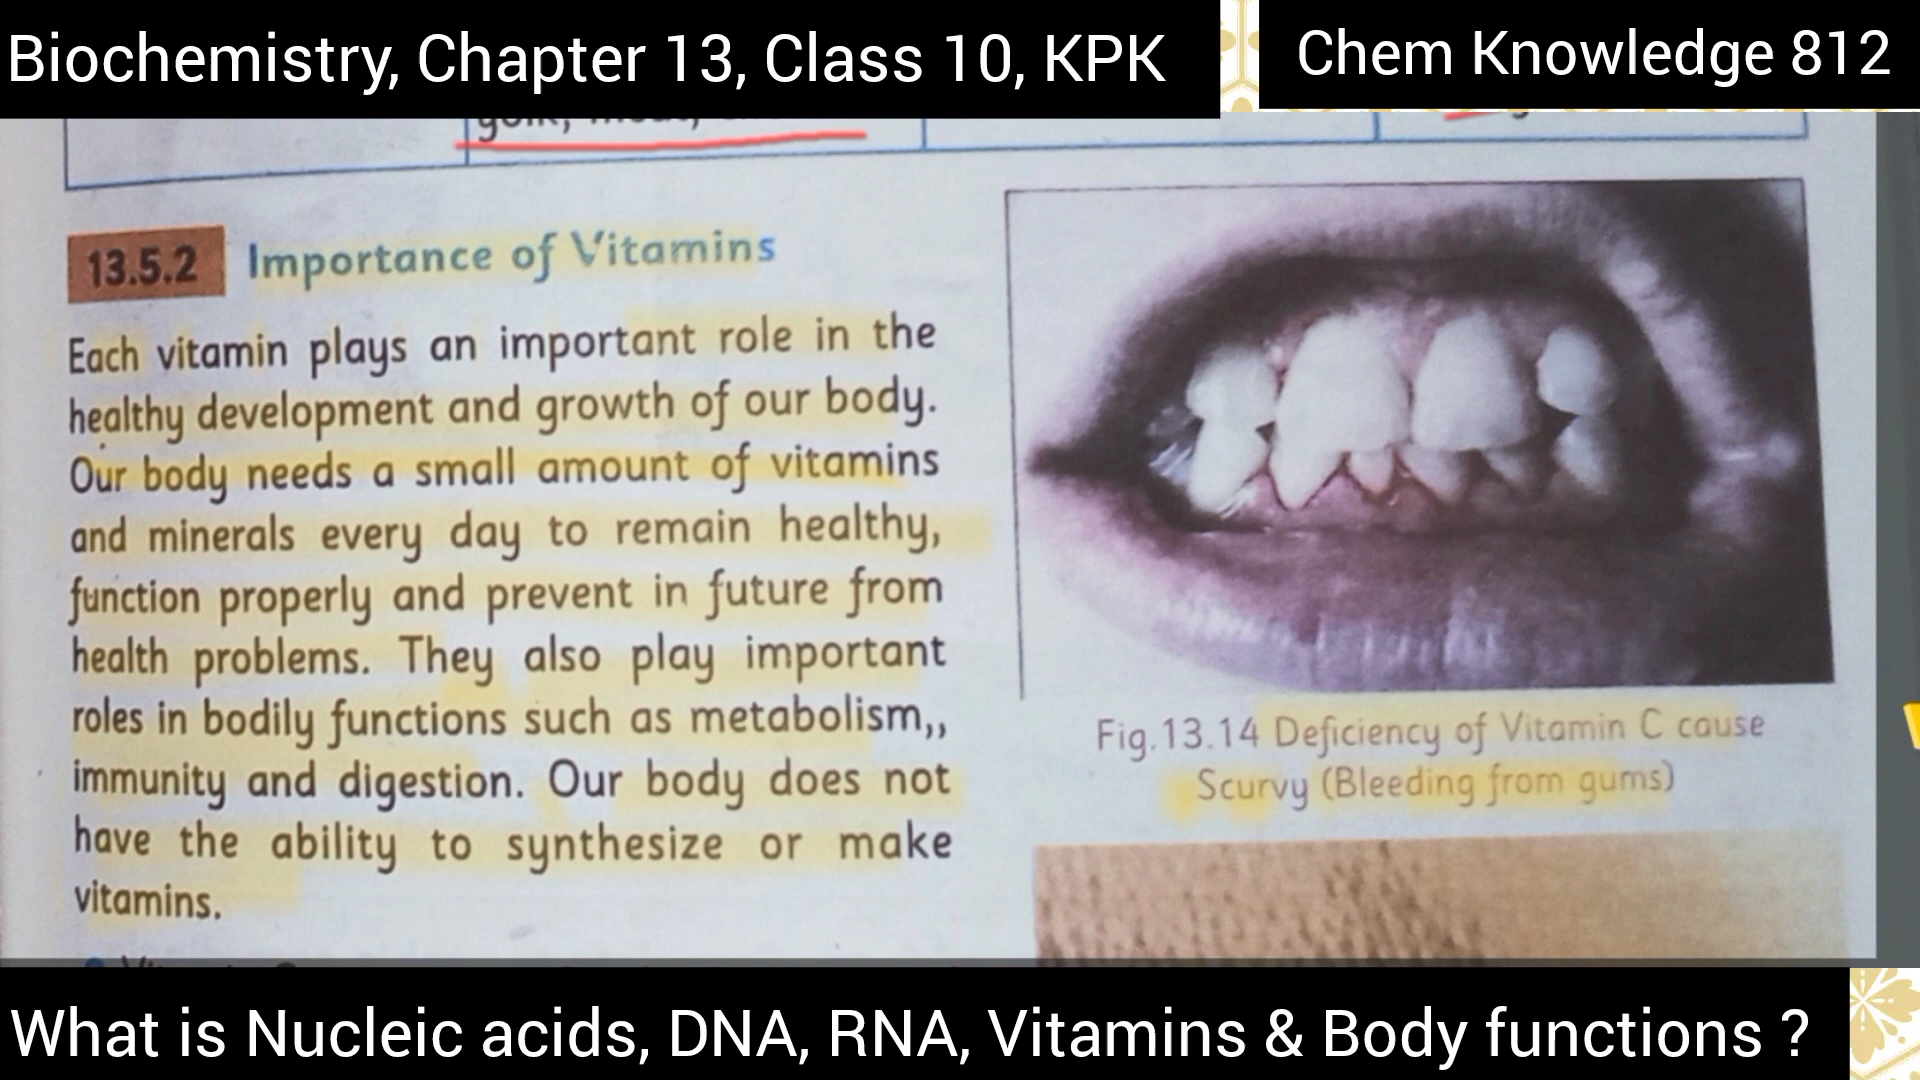 Biochemistry, Chapter 13, Class 10, KPK
Chem Knowledge 812
13.5.2 Importance of Vitamins
Each vitamin plays an important role in the
healthy development and growth of our body.
Our body needs a small amount of vitamins
and minerals every day to remain healthy,
function properly and prevent in future from
health problems. They also play important
roles in bodily functions such as metabolism,,
immunity and digestion. Our body does not
have the ability to synthesize or make
vitamins.
Fig.13.14 Deficiency of Vitamin C cause
Scurvy (Bleeding from gums)
What is Nucleic acids, DNA, RNA, Vitamins & Body functions ?